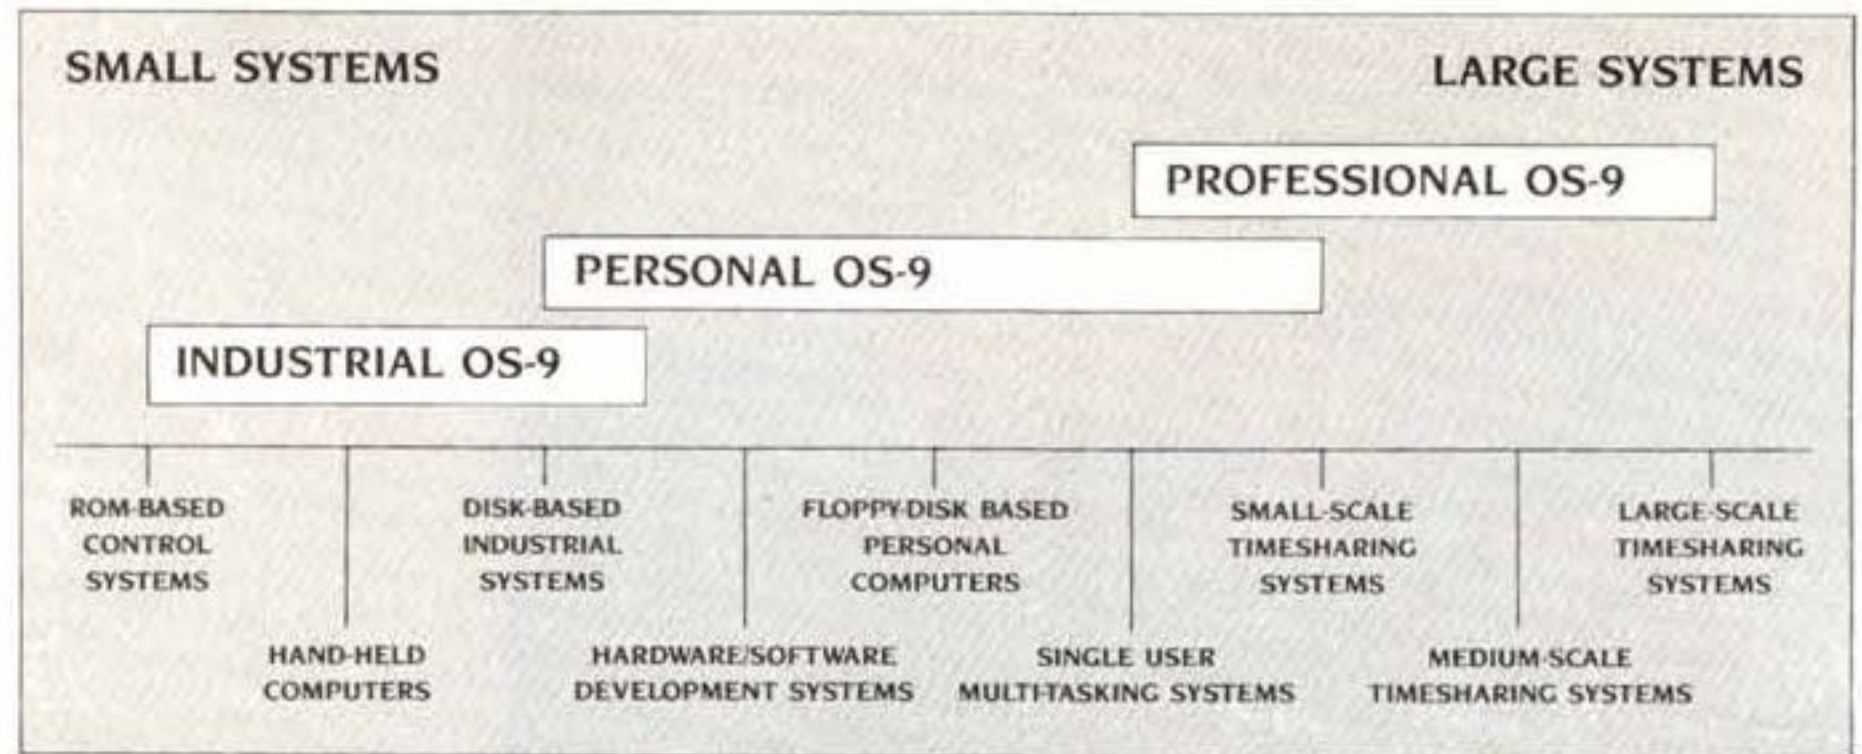 SMALL SYSTEMS
LARGE SYSTEMS
PROFESSIONAL OS-9
PERSONAL OS-9
INDUSTRIAL OS-9
ROM-BASED
CONTROL
SYSTEMS
HAND-HELD
COMPUTERS
DISK-BASED
INDUSTRIAL
SYSTEMS
HARDWARE/SOFTWARE
DEVELOPMENT SYSTEMS
FLOPPY-DISK BASED
PERSONAL
COMPUTERS
SINGLE USER
MULTI-TASKING SYSTEMS
SMALL-SCALE
TIMESHARING
SYSTEMS
MEDIUM-SCALE
TIMESHARING SYSTEMS
LARGE-SCALE
TIMESHARING
SYSTEMS